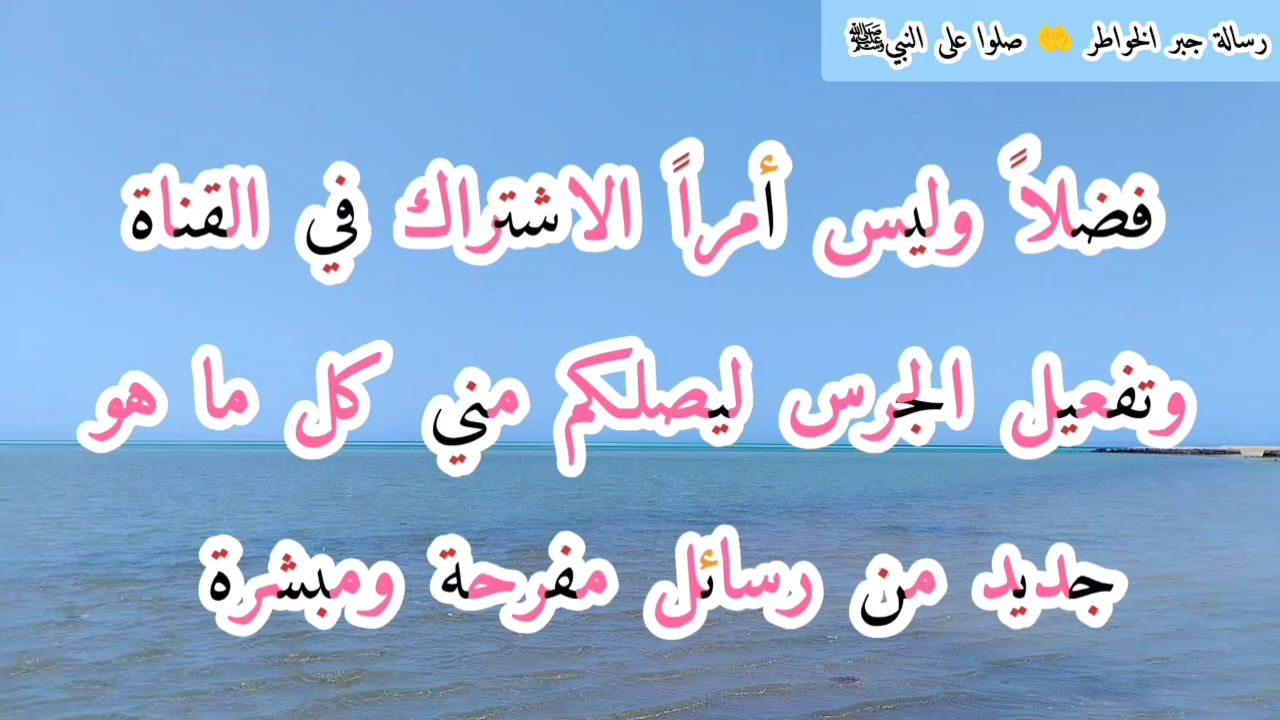 رسالة جبر الخواطر 🤲 صلوا على النبيﷺ
فضلاً وليس أمراً الاشتراك في القناة
وتفعيل الجرس ليصلكم مني كل ما هو
جديد من رسائل مفرحة ومبشرة